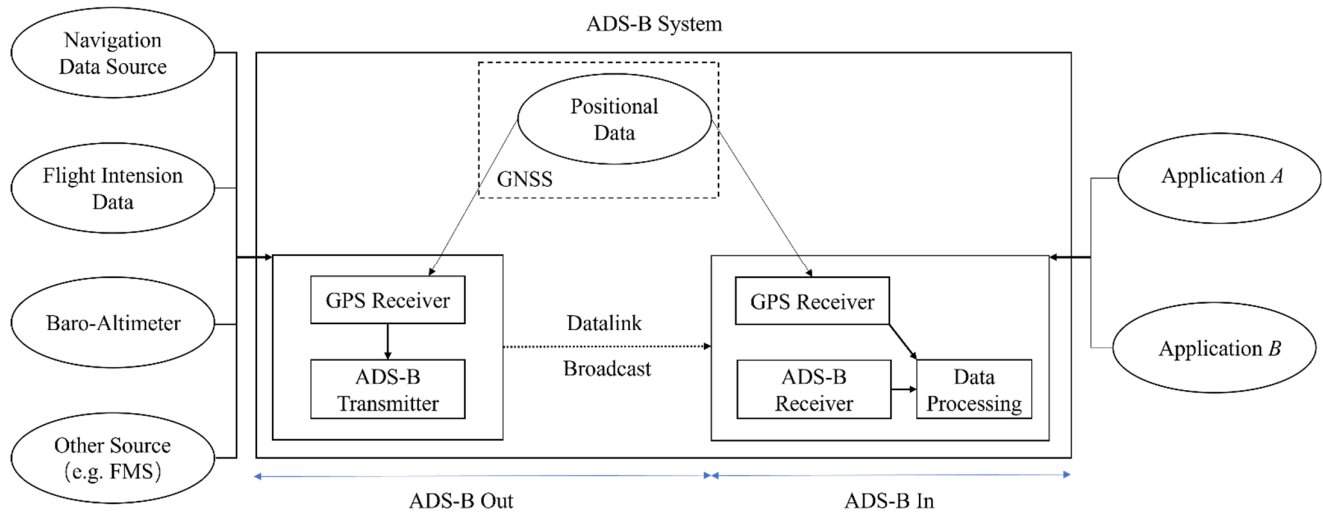 ADS-B System
Navigation
Data Source
Flight Intension
Data
Baro-Altimeter
Other Source
(e.g. FMS)
Positional
Data
GNSS
GPS Receiver
ADS-B
Transmitter
Datalink
Broadcast
GPS Receiver
ADS-B
Receiver
Data
Processing
Application A
Application B
ADS-B Out
ADS-B In